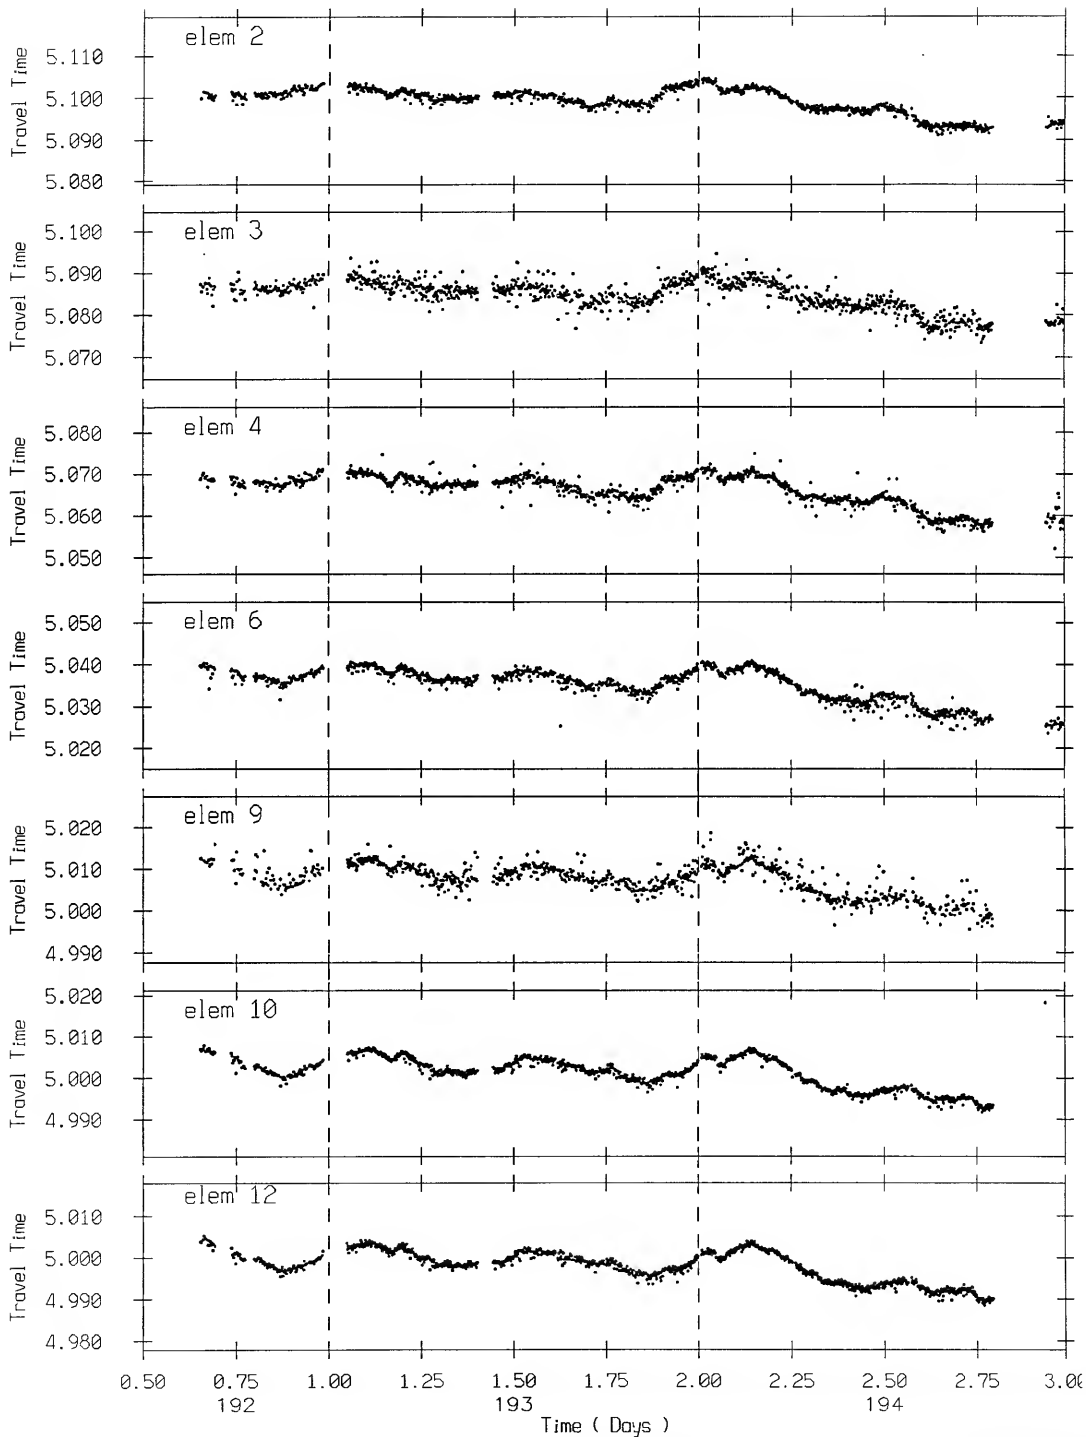 elem 2
Travel Time
5.110
5.100
5.090
5.080
elem 3
Travel Time
5.100
5.090
5.080
5.070
elem 4
Travel Time
5.080
5.070
5.060
5.050
elem 6
Travel Time
5.050
5.040
5.030
5.020
elem 9
Travel Time
5.020
5.010
5.000
4.990
elem 10
Travel Time
5.020
5.010
5.000
4.990
elem 12
Travel Time
5.010
5.000
4.990
4.980
0.50 0.75 1.00 1.25 1.50 1.75 2.00 2.25 2.50 2.75 3.00
192 193 194
Time ( Days )